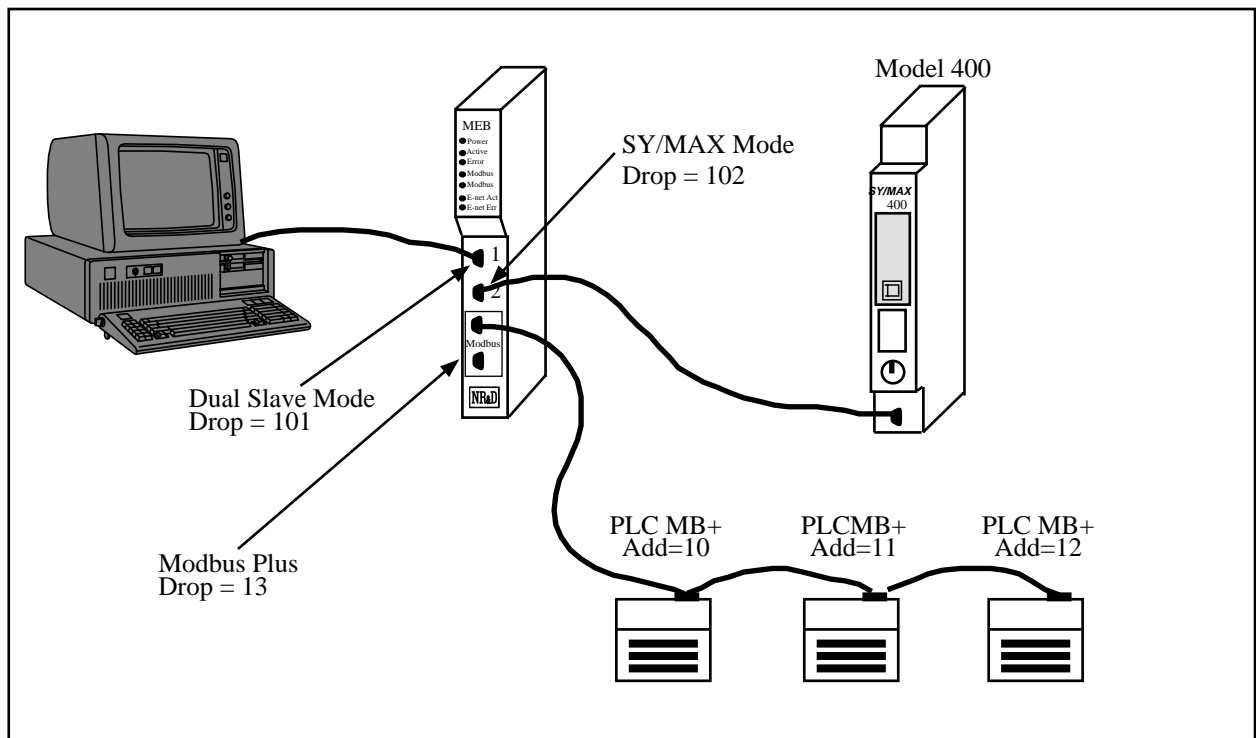 Model 400
MEB
Power
Active
Error
Modbus
Modbus
E-net Act
E-net Err
SY/MAX Mode
Drop = 102
SY/MAX
400
1
2
Modbus
NR&D
Dual Slave Mode
Drop = 101
Modbus Plus
Drop = 13
PLC MB+
Add=10
PLCMB+
Add=11
PLC MB+
Add=12